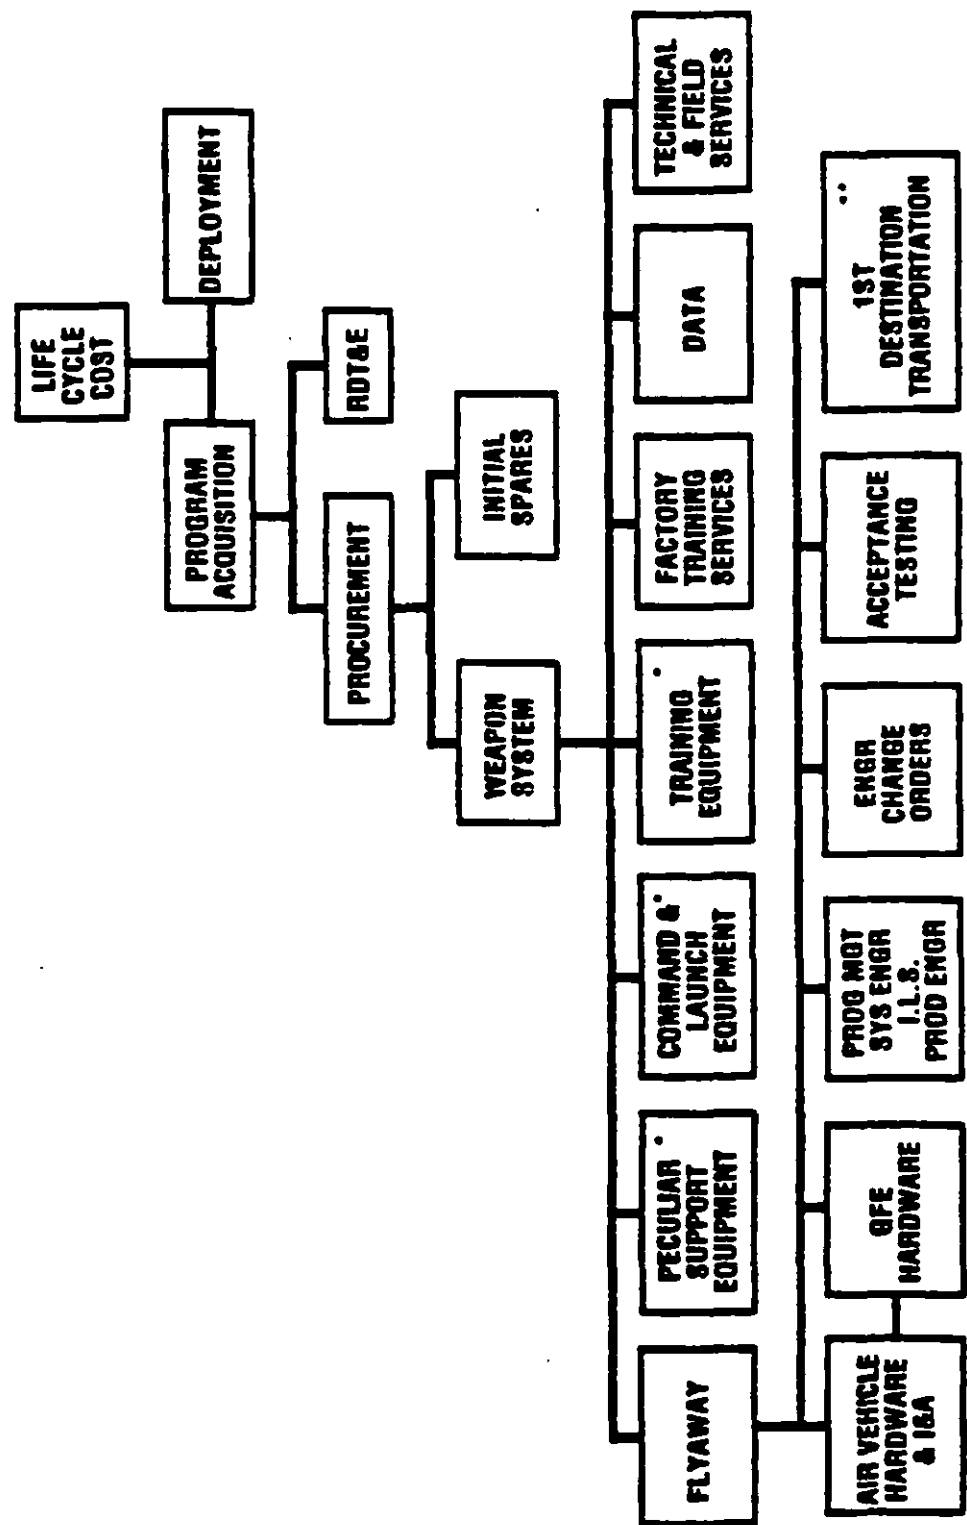 LIFE
CYCLE
COST
PROGRAM
ACQUISITION
DEPLOYMENT
PROCUREMENT
RDT&E
WEAPON
SYSTEM
INITIAL
SPARES
FLYAWAY
PECULIAR *
SUPPORT
EQUIPMENT
COMMAND & *
LAUNCH
EQUIPMENT
TRAINING *
EQUIPMENT
FACTORY
TRAINING
SERVICES
DATA
TECHNICAL
& FIELD
SERVICES
AIR VEHICLE
HARDWARE
& I&A
GFE
HARDWARE
PROG MGT
SYS ENGR
I.L.S.
PROD ENGR
ENGR
CHANGE
ORDERS
ACCEPTANCE
TESTING
1ST **
DESTINATION
TRANSPORTATION